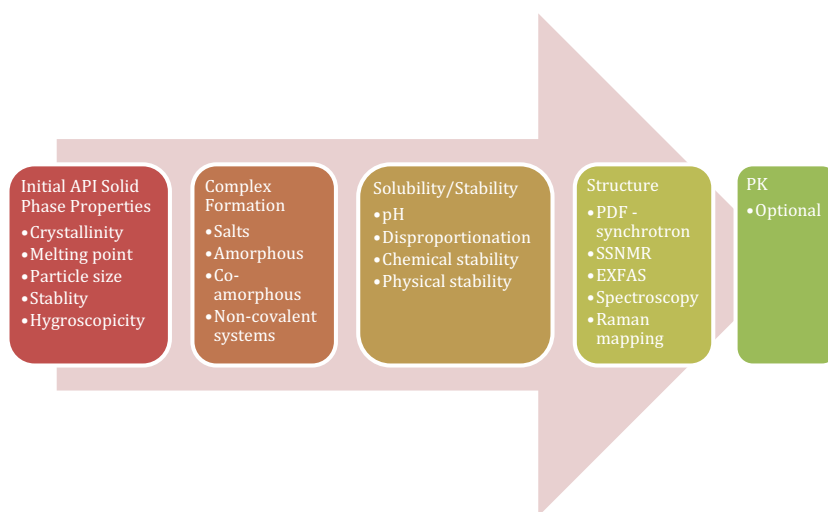 Initial API Solid
Phase Properties
•Crystallinity
•Melting point
•Particle size
•Stablity
•Hygroscopicity
Complex
Formation
•Salts
•Amorphous
•Co-
amorphous
•Non-covalent
systems
Solubility/Stability
•pH
•Disproportionation
•Chemical stability
•Physical stability
Structure
•PDF -
synchrotron
•SSNMR
•EXFAS
•Spectroscopy
•Raman
mapping
PK
•Optional